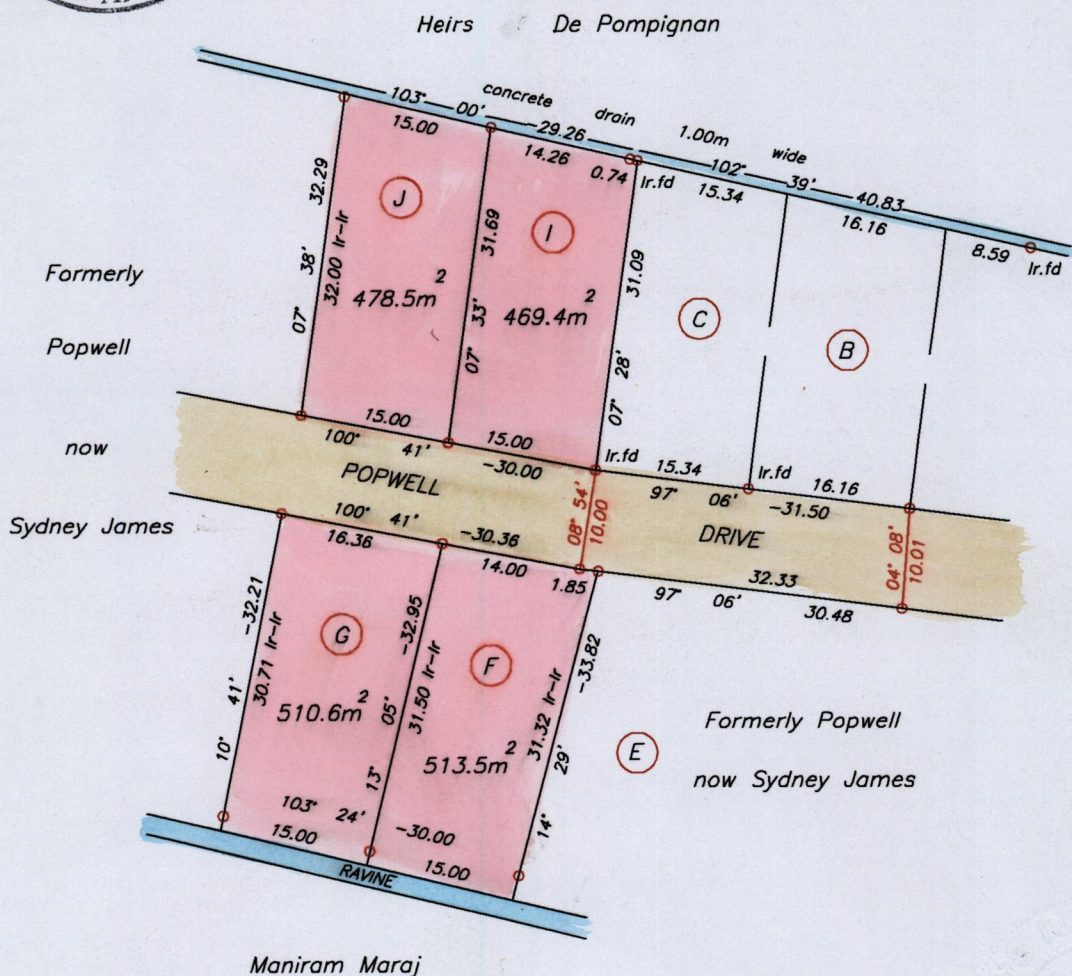 Heirs De Pompignan
concrete drain 1.00m wide
103° 00' 29.26
15.00
14.26
0.74
Ir.fd
102° 39' 40.83
15.34
16.16
8.59
Ir.fd
32.29
07° 38'
32.00 Ir-Ir
J
478.5m2
31.69
07° 33'
I
469.4m2
31.09
07° 28'
C
B
Formerly
Popwell
now
Sydney James
15.00
15.00
100° 41' -30.00
Ir.fd
15.34
Ir.fd
16.16
97° 06' -31.50
POPWELL DRIVE
08° 54'
10.00
04° 08'
10.01
100° 41' -30.36
16.36
14.00
1.85
32.33
97° 06' 30.48
10° 41' -32.21
30.71 Ir-Ir
G
510.6m2
13° 05' -32.95
31.50 Ir-Ir
F
513.5m2
14° 29' -33.82
31.32 Ir-Ir
E
Formerly Popwell
now Sydney James
103° 24' -30.00
15.00
15.00
RAVINE
Maniram Maraj